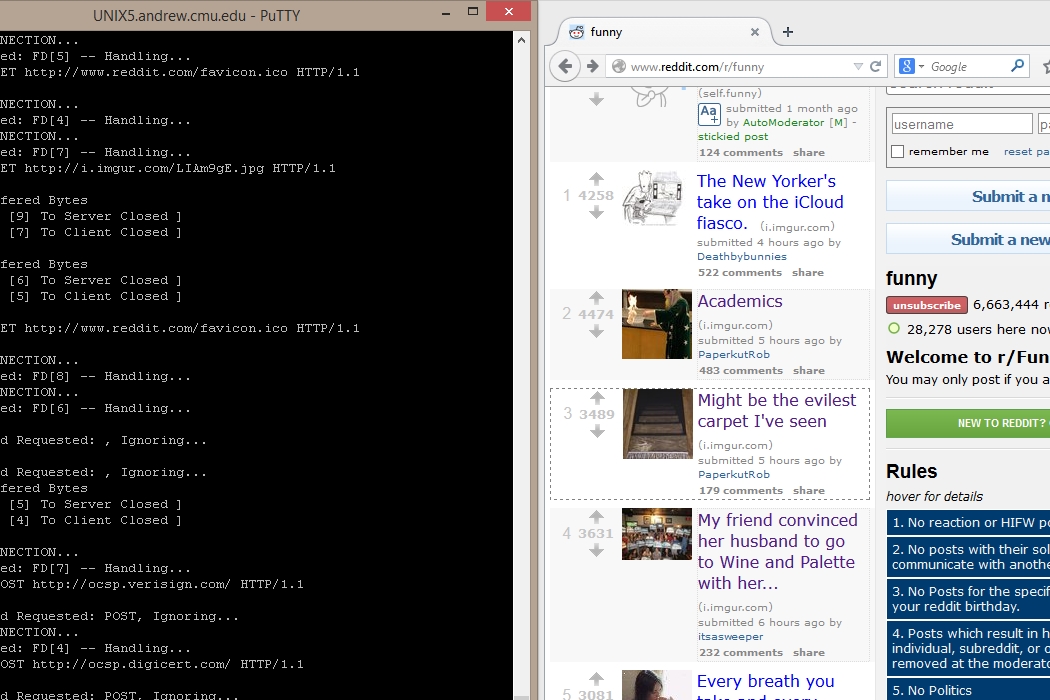 UNIX5.andrew.cmu.edu - PuTTY
NECTION...
ed: FD[5] -- Handling...
ET http://www.reddit.com/favicon.ico HTTP/1.1
NECTION...
ed: FD[4] -- Handling...
NECTION...
ed: FD[7] -- Handling...
ET http://i.imgur.com/LIAm9gE.jpg HTTP/1.1
fered Bytes
[9] To Server Closed ]
[7] To Client Closed ]
fered Bytes
[6] To Server Closed ]
[5] To Client Closed ]
ET http://www.reddit.com/favicon.ico HTTP/1.1
NECTION...
ed: FD[8] -- Handling...
NECTION...
ed: FD[6] -- Handling...
d Requested: , Ignoring...
d Requested: , Ignoring...
fered Bytes
[5] To Server Closed ]
[4] To Client Closed ]
NECTION...
ed: FD[7] -- Handling...
OST http://ocsp.verisign.com/ HTTP/1.1
d Requested: POST, Ignoring...
NECTION...
ed: FD[4] -- Handling...
OST http://ocsp.digicert.com/ HTTP/1.1
d Requested: POST, Ignoring...
funny
www.reddit.com/r/funny
8 Google
(self.funny)
Aa submitted 1 month ago
by AutoModerator [M] -
stickied post
124 comments share
1 4258
The New Yorker's
take on the iCloud
fiasco. (i.imgur.com)
submitted 4 hours ago by
Deathbybunnies
522 comments share
2 4474
Academics
(i.imgur.com)
submitted 5 hours ago by
PaperkutRob
483 comments share
3 3489
Might be the evilest
carpet I've seen
(i.imgur.com)
submitted 5 hours ago by
PaperkutRob
179 comments share
4 3631
My friend convinced
her husband to go
to Wine and Palette
with her...
(i.imgur.com)
submitted 6 hours ago by
itsasweeper
232 comments share
5 3081
Every breath you
take and every
search reddit
username
pa
remember me reset pa
Submit a n
Submit a new
funny
unsubscribe 6,663,444 r
28,278 users here now
Welcome to r/Fun
You may only post if you a
NEW TO REDDIT?
Rules
hover for details
1. No reaction or HIFW po
2. No posts with their sol
communicate with anothe
3. No Posts for the specif
your reddit birthday.
4. Posts which result in h
individual, subreddit, or o
removed at the moderato
5. No Politics